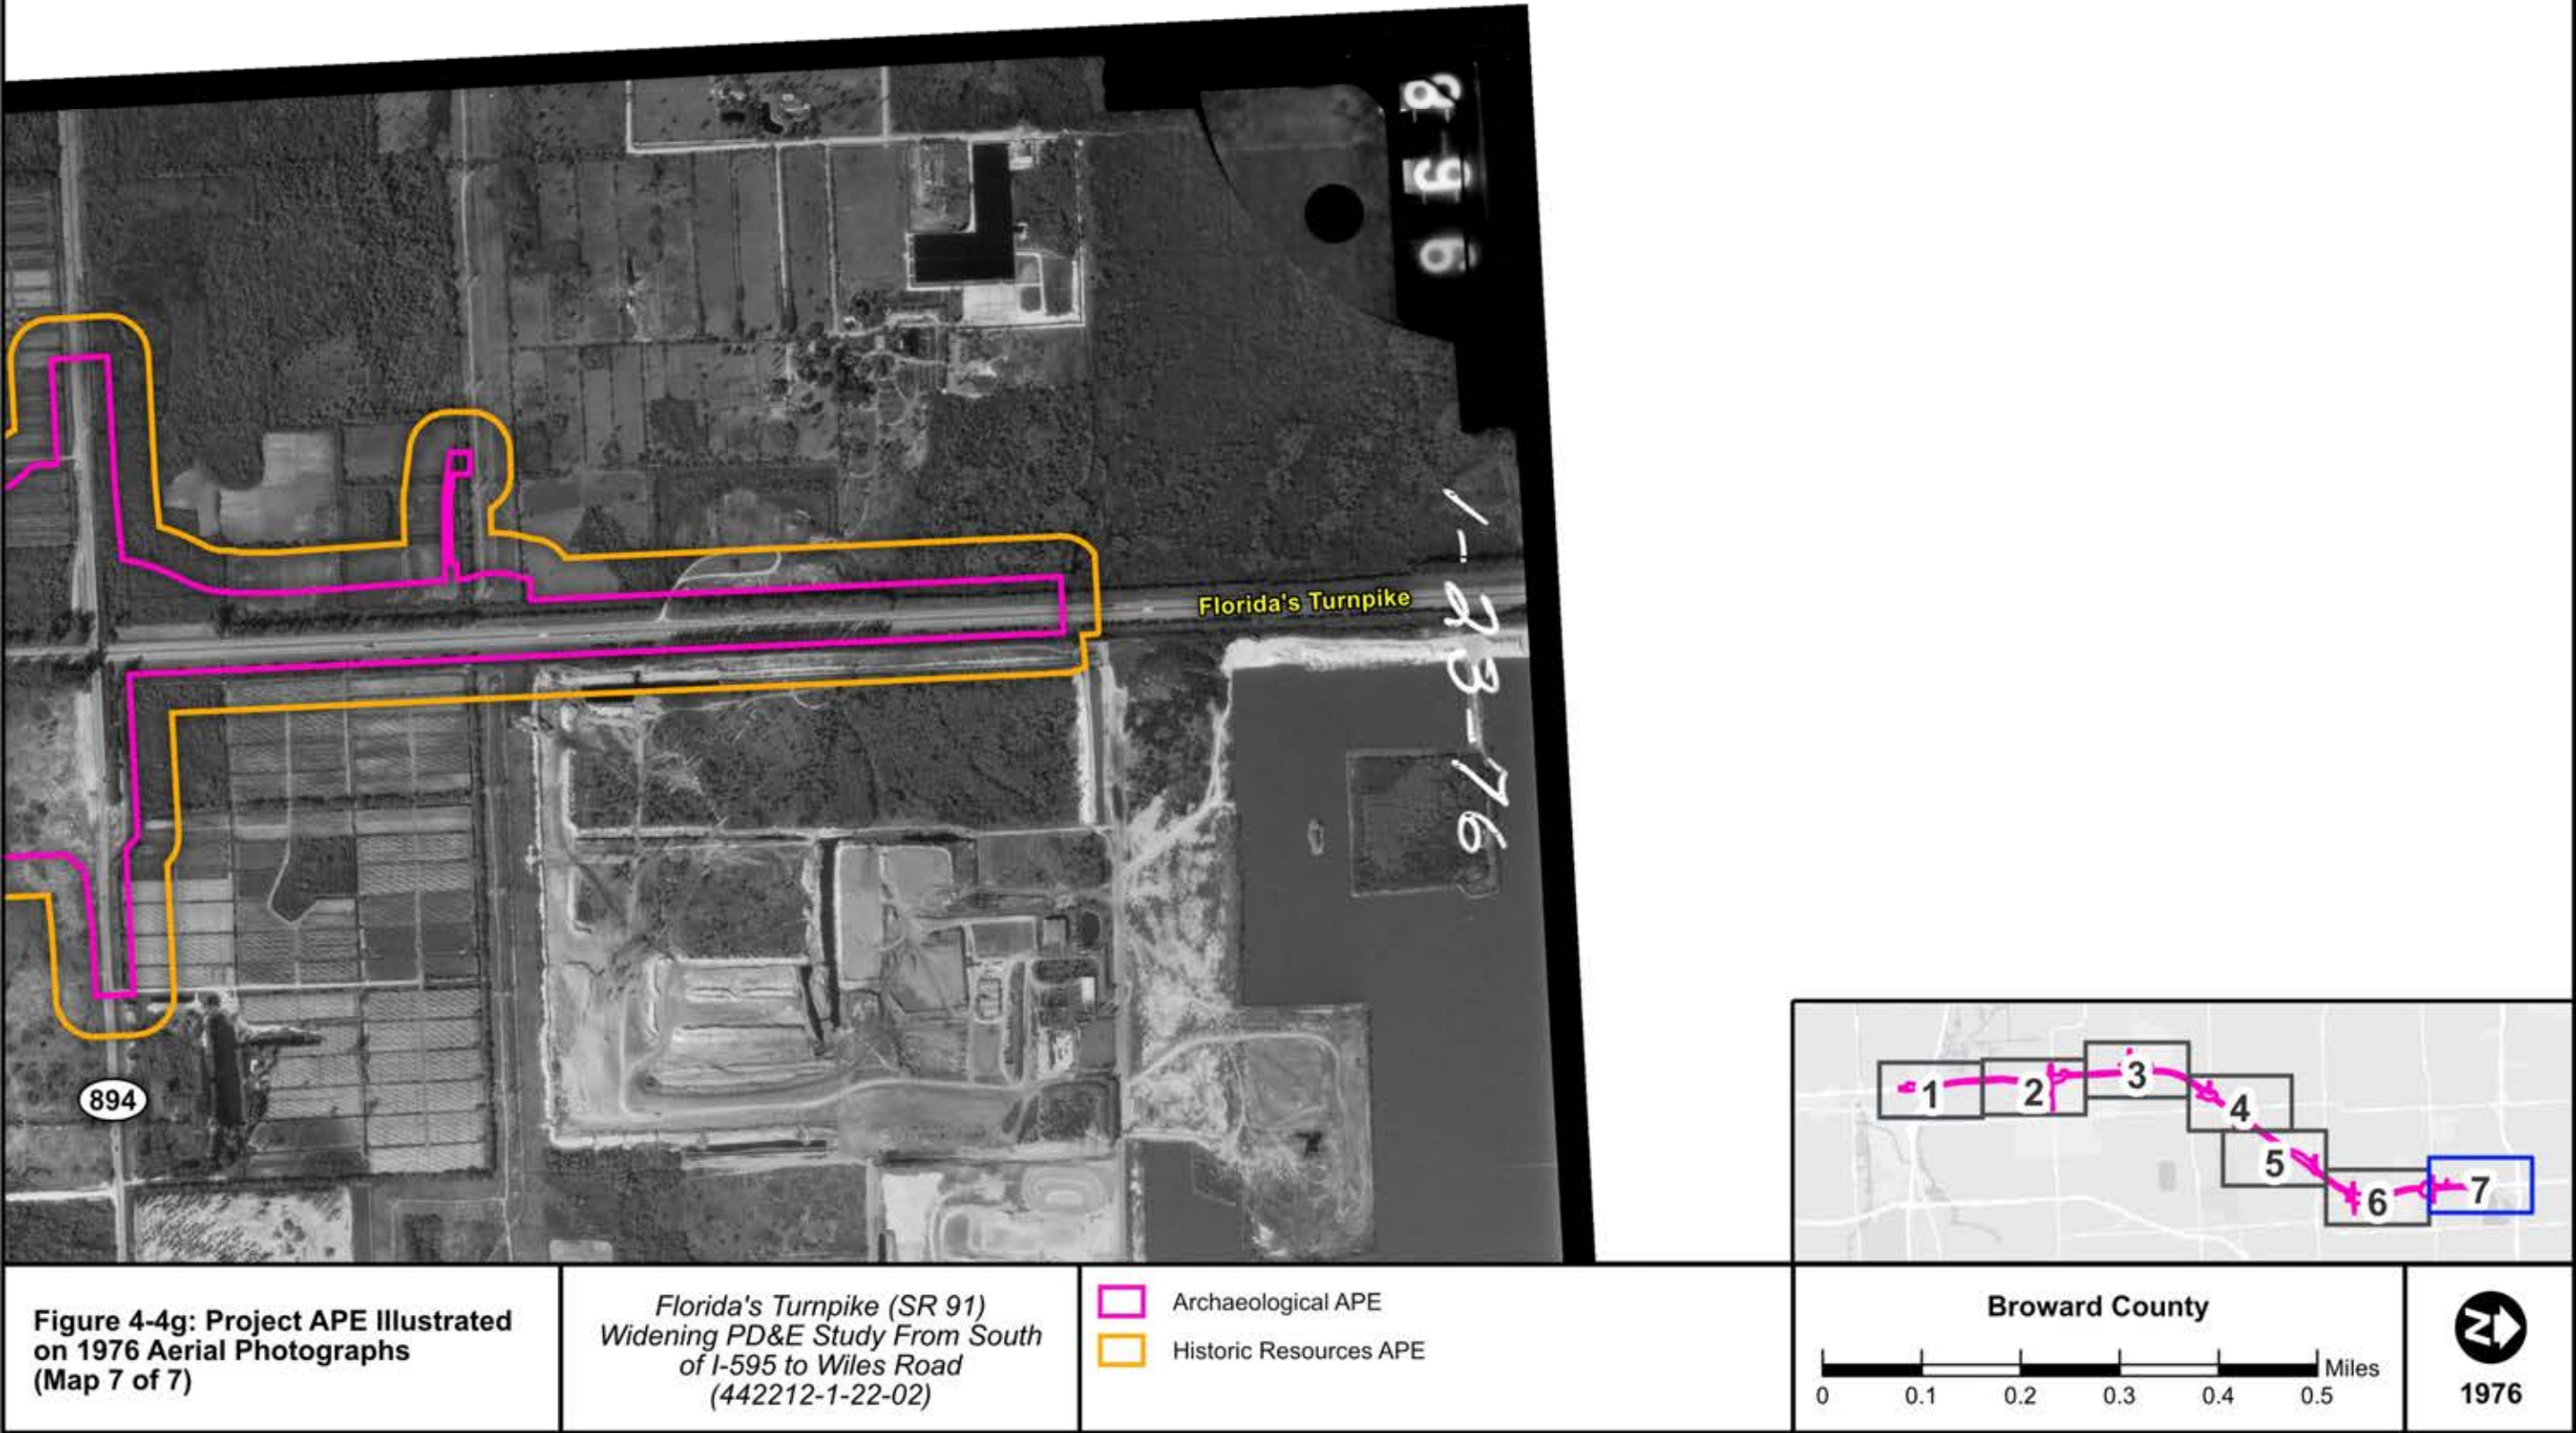 8 9 6
1-23-76
Florida's Turnpike
894
1
2
3
4
5
6
7
Figure 4-4g: Project APE Illustrated
on 1976 Aerial Photographs
(Map 7 of 7)
Florida's Turnpike (SR 91)
Widening PD&E Study From South
of I-595 to Wiles Road
(442212-1-22-02)
Archaeological APE
Historic Resources APE
Broward County
Miles
0 0.1 0.2 0.3 0.4 0.5
N
1976